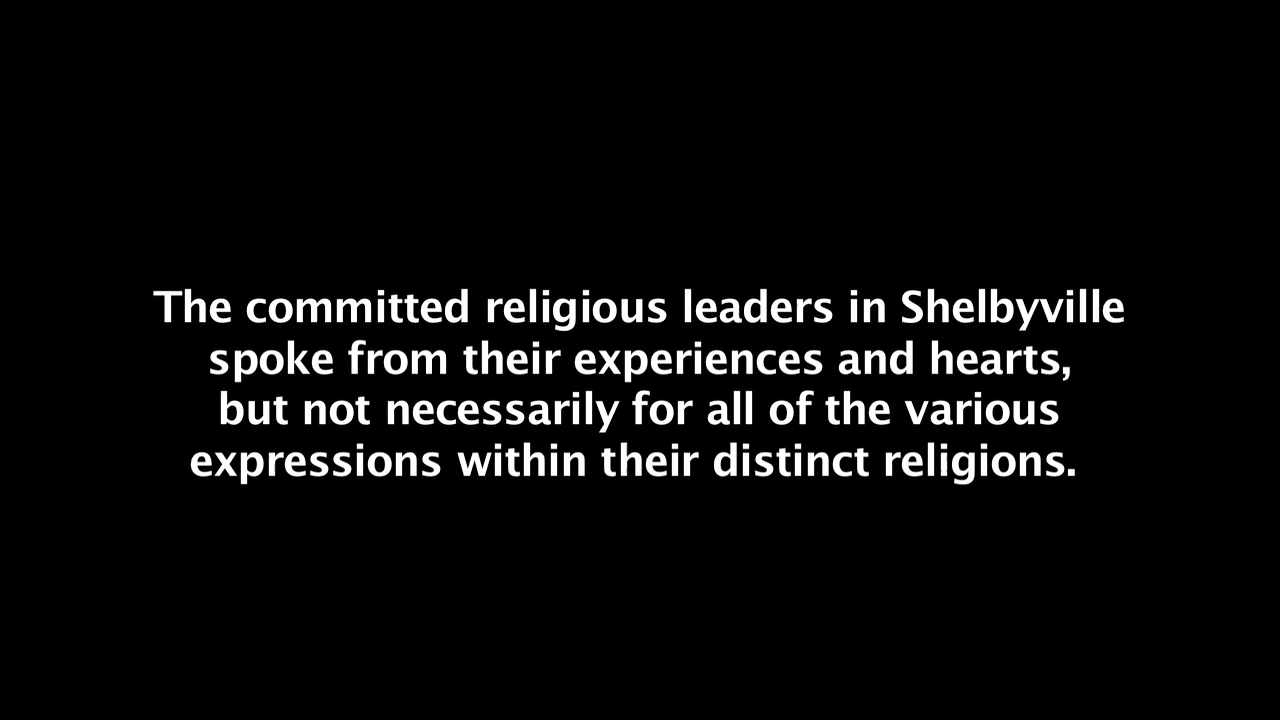 The committed religious leaders in Shelbyville
spoke from their experiences and hearts,
but not necessarily for all of the various
expressions within their distinct religions.